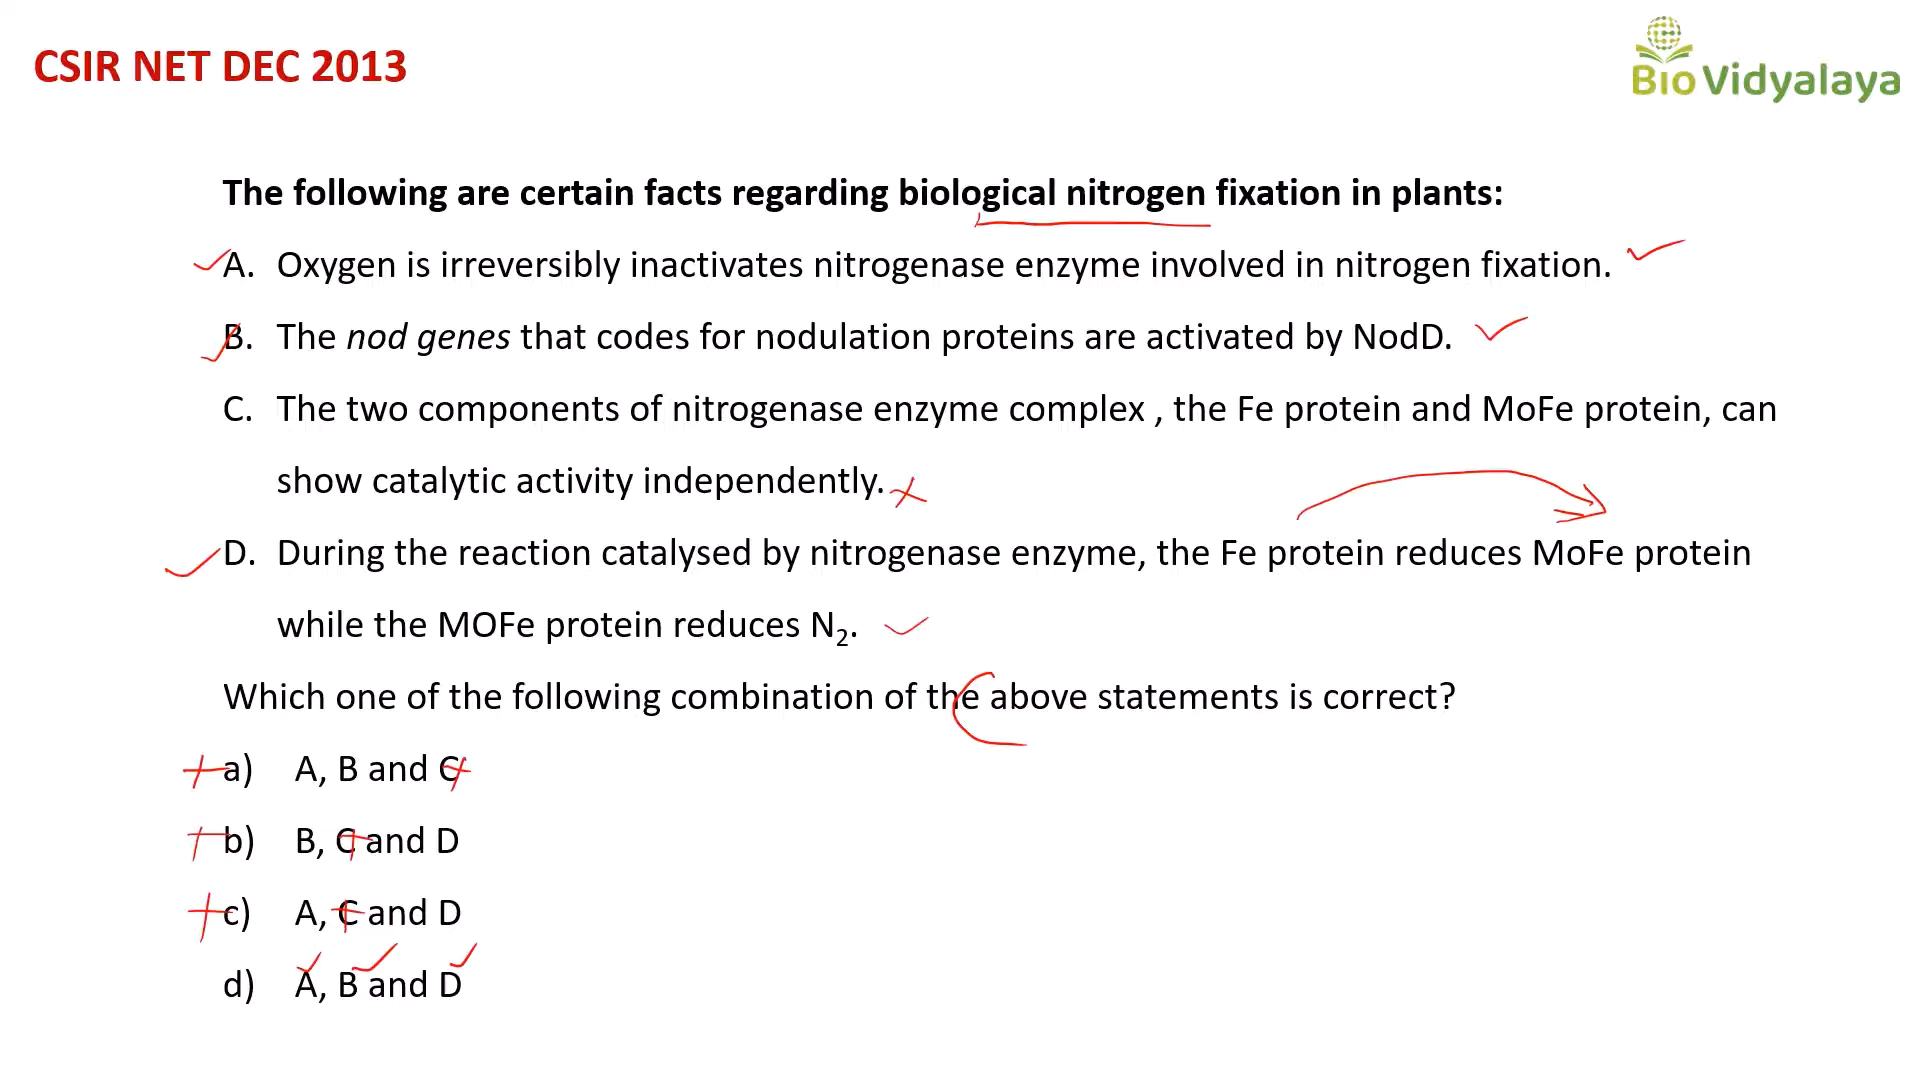 CSIR NET DEC 2013
Bio Vidyalaya
The following are certain facts regarding biological nitrogen fixation in plants:
A. Oxygen is irreversibly inactivates nitrogenase enzyme involved in nitrogen fixation.
B. The nod genes that codes for nodulation proteins are activated by NodD.
C. The two components of nitrogenase enzyme complex , the Fe protein and MoFe protein, can
show catalytic activity independently.
D. During the reaction catalysed by nitrogenase enzyme, the Fe protein reduces MoFe protein
while the MOFe protein reduces N₂.
Which one of the following combination of the above statements is correct?
a) A, B and C
b) B, C and D
c) A, C and D
d) A, B and D